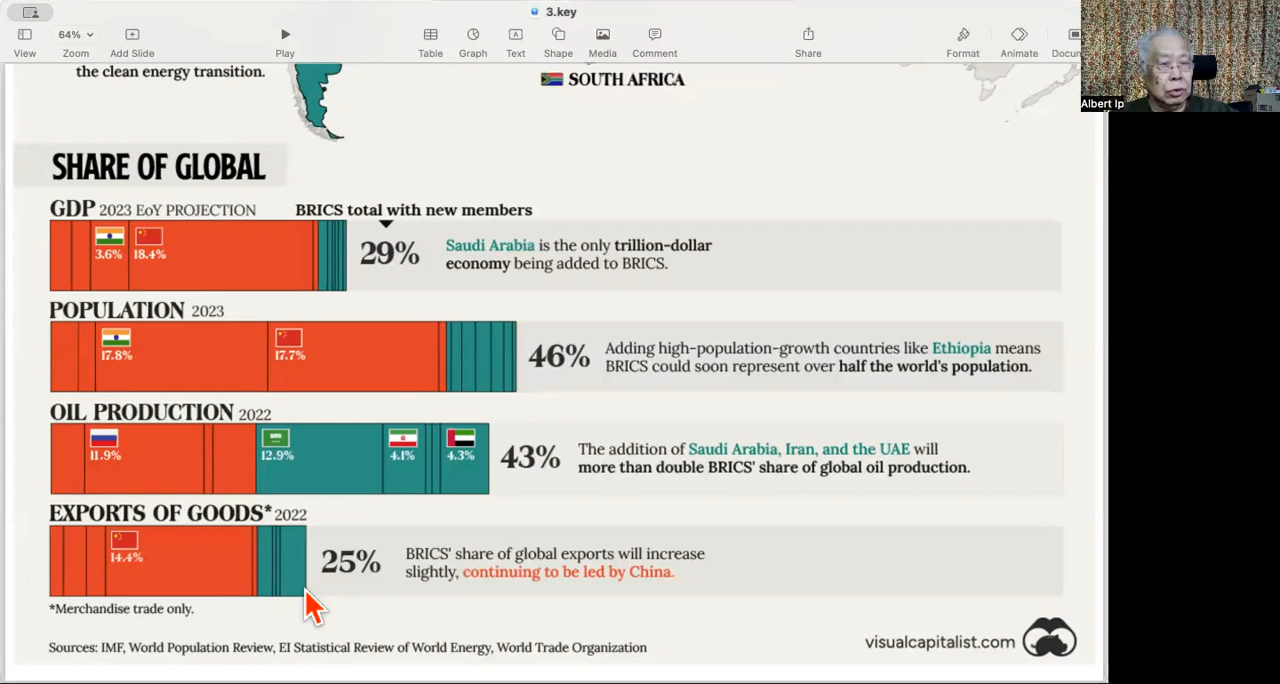 3.key
64%
View
Zoom
Add Slide
Play
Table
Graph
Text
Shape
Media
Comment
Share
Format
Animate
Docum
Albert Ip
the clean energy transition.
SOUTH AFRICA
SHARE OF GLOBAL
GDP 2023 EoY PROJECTION
BRICS total with new members
3.6%
18.4%
29%
Saudi Arabia is the only trillion-dollar
economy being added to BRICS.
POPULATION 2023
17.8%
17.7%
46%
Adding high-population-growth countries like Ethiopia means
BRICS could soon represent over half the world's population.
OIL PRODUCTION 2022
11.9%
12.9%
4.1%
4.3%
43%
The addition of Saudi Arabia, Iran, and the UAE will
more than double BRICS' share of global oil production.
EXPORTS OF GOODS* 2022
14.4%
25%
BRICS' share of global exports will increase
slightly, continuing to be led by China.
*Merchandise trade only.
Sources: IMF, World Population Review, EI Statistical Review of World Energy, World Trade Organization
visualcapitalist.com